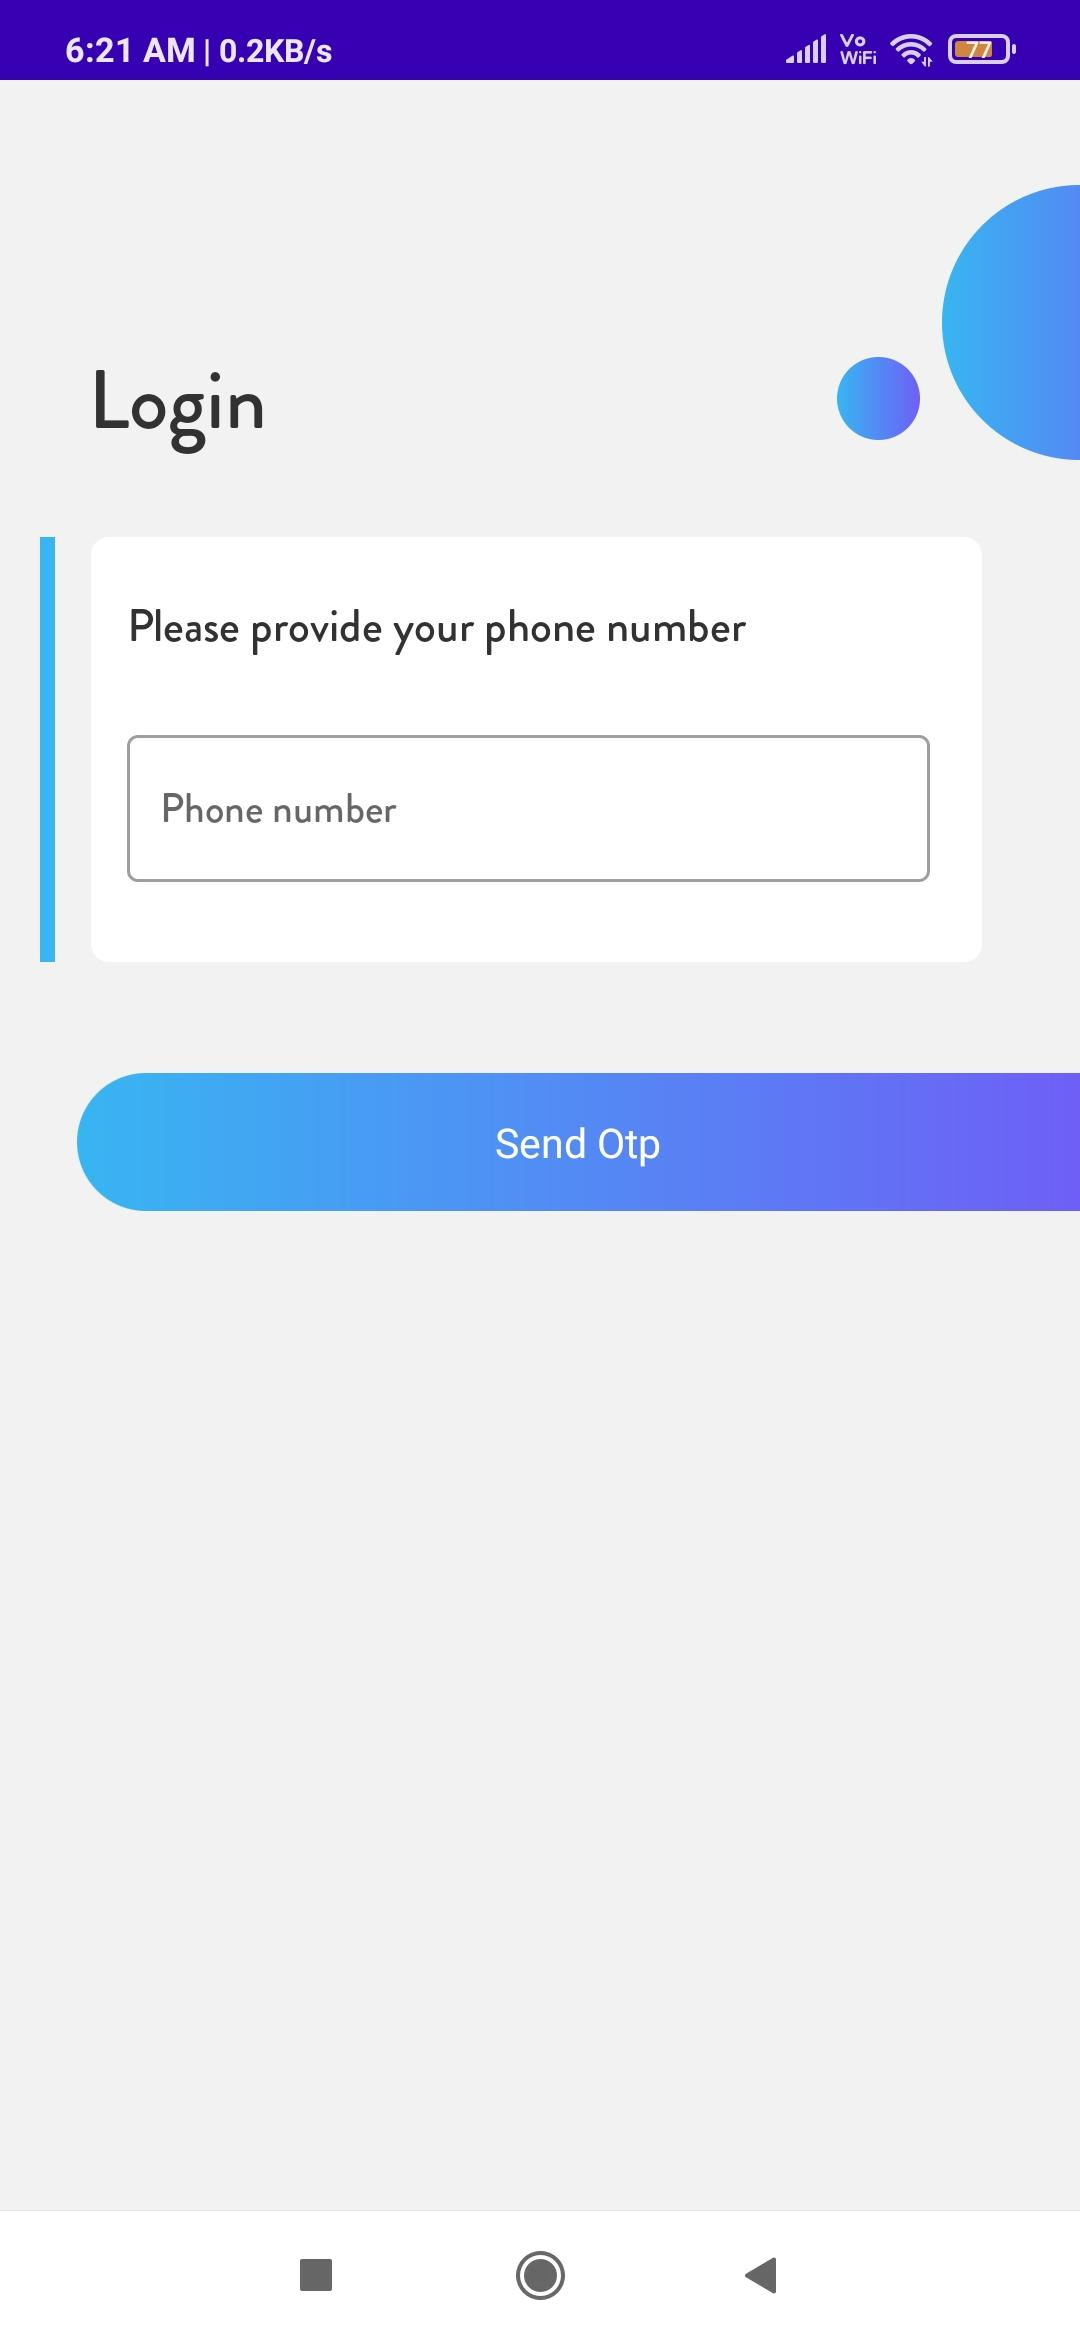 6:21 AM | 0.2KB/s
Vo
WiFi
77
Login
Please provide your phone number
Phone number
Send Otp